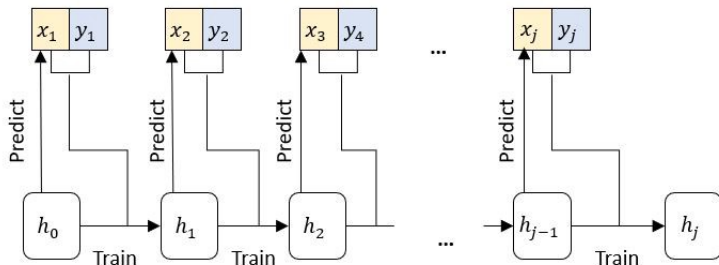 x₁ y₁ x₂ y₂ x₃ y₄ ... xⱼ yⱼ
Predict Predict Predict Predict
h₀ h₁ h₂ ... hⱼ₋₁ hⱼ
Train Train Train